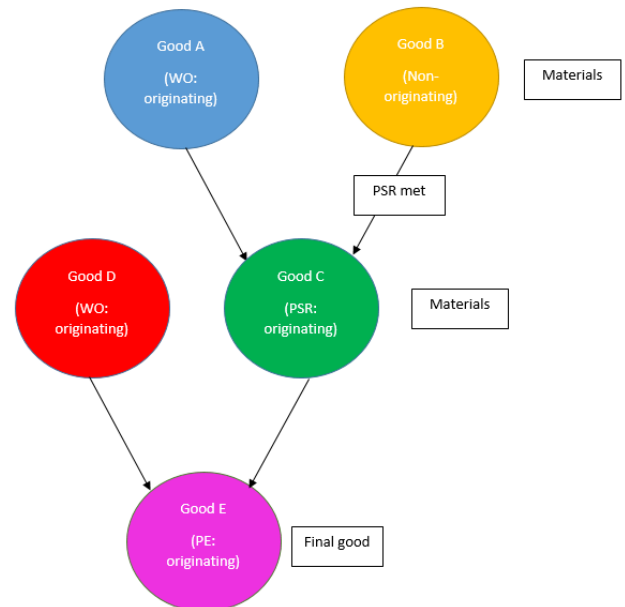 Good A
(WO:
originating)
Good B
(Non-
originating)
Materials
PSR met
Good D
(WO:
originating)
Good C
(PSR:
originating)
Materials
Good E
(PE:
originating)
Final good